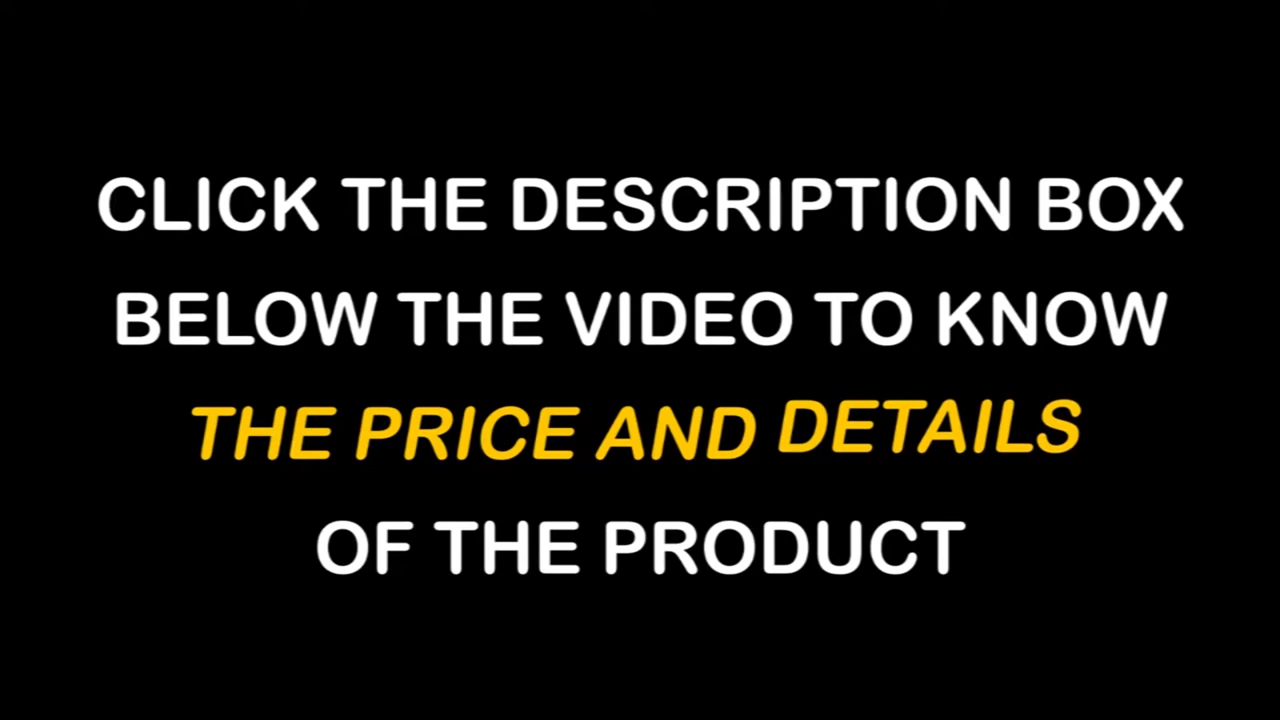 CLICK THE DESCRIPTION BOX
BELOW THE VIDEO TO KNOW
THE PRICE AND DETAILS
OF THE PRODUCT